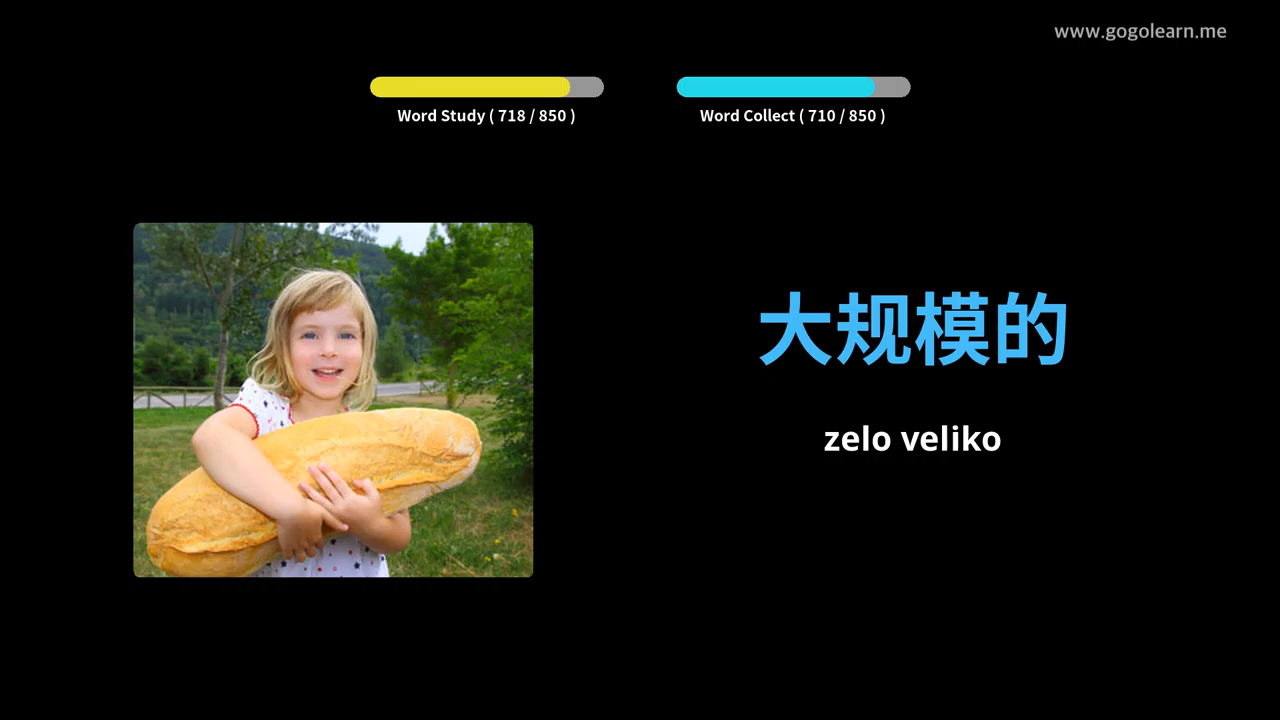 www.gogolearn.me
Word Study ( 718 / 850 )
Word Collect ( 710 / 850 )
大规模的
zelo veliko